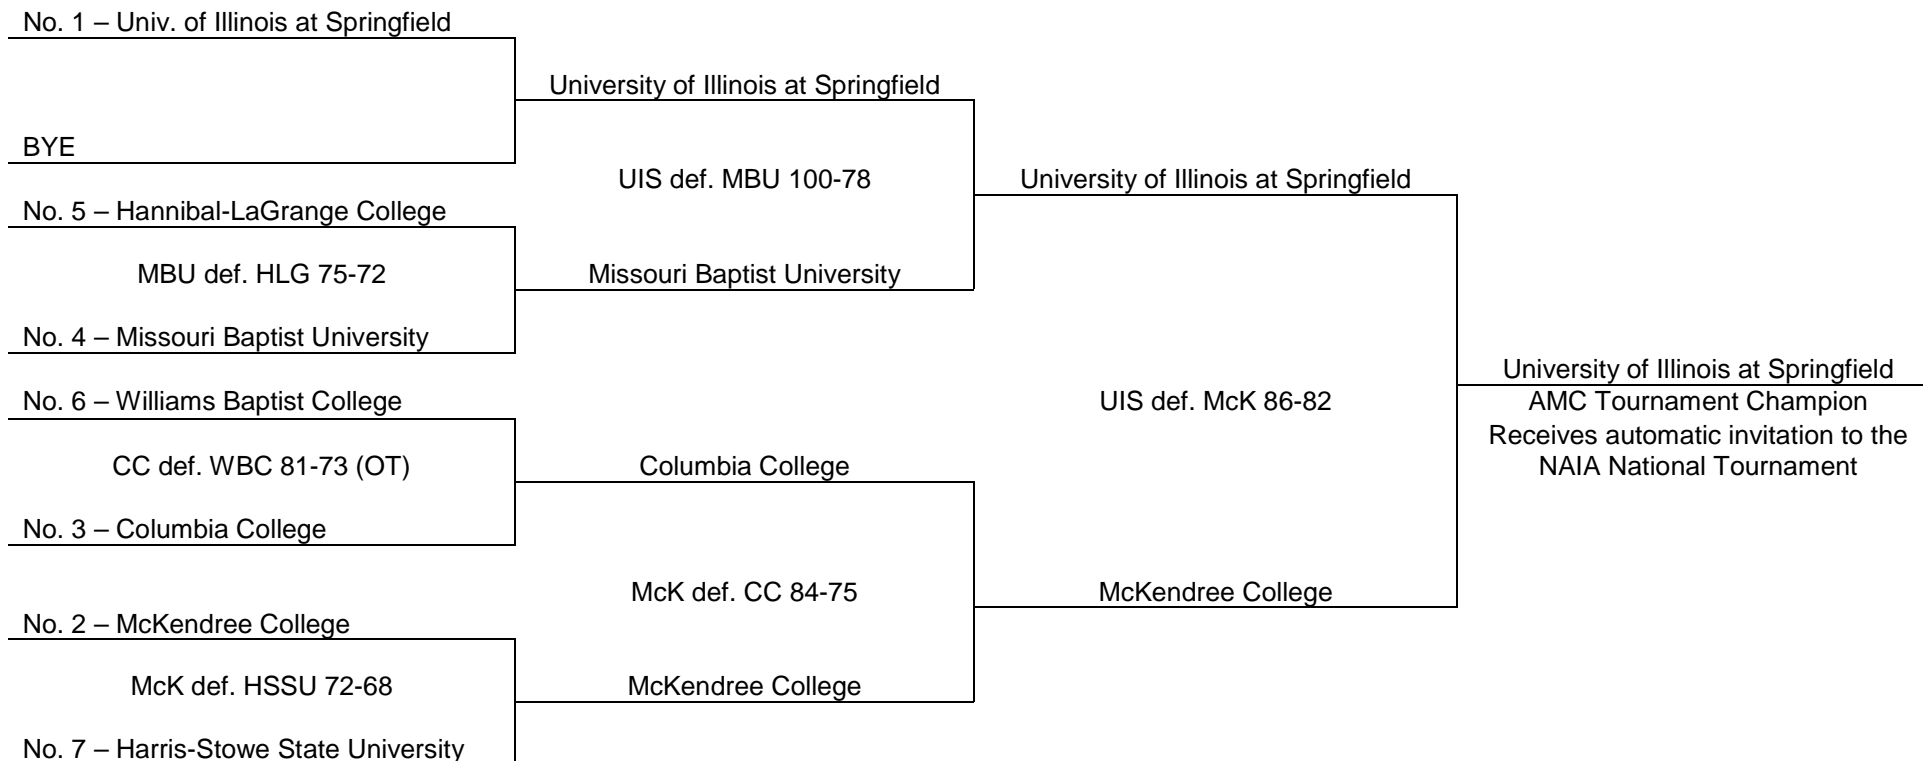 No. 1 – Univ. of Illinois at Springfield
University of Illinois at Springfield
BYE
UIS def. MBU 100-78
University of Illinois at Springfield
No. 5 – Hannibal-LaGrange College
MBU def. HLG 75-72
Missouri Baptist University
No. 4 – Missouri Baptist University
University of Illinois at Springfield
No. 6 – Williams Baptist College
UIS def. McK 86-82
AMC Tournament Champion
Receives automatic invitation to the
CC def. WBC 81-73 (OT)
Columbia College
NAIA National Tournament
No. 3 – Columbia College
McK def. CC 84-75
McKendree College
No. 2 – McKendree College
McK def. HSSU 72-68
McKendree College
No. 7 – Harris-Stowe State University